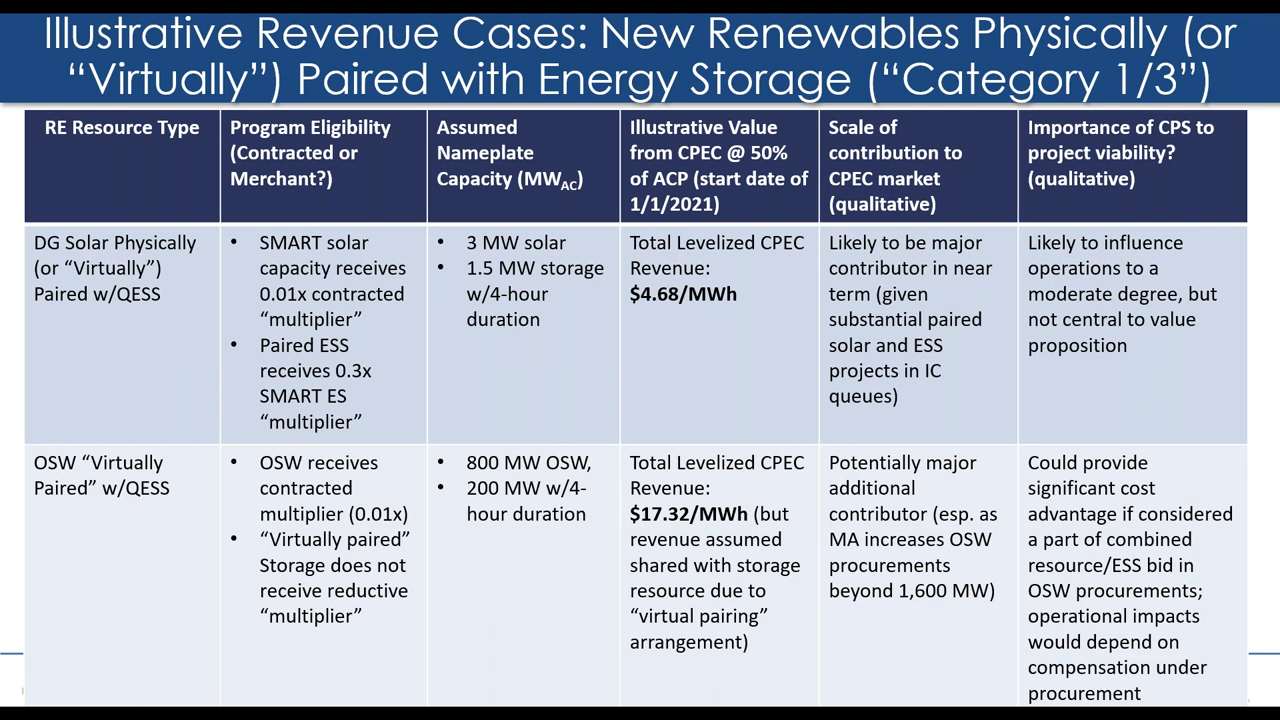 Illustrative Revenue Cases: New Renewables Physically (or
“Virtually”) Paired with Energy Storage (“Category 1/3”)
RE Resource Type
Program Eligibility
(Contracted or
Merchant?)
Assumed
Nameplate
Capacity (MWAC)
Illustrative Value
from CPEC @ 50%
of ACP (start date of
1/1/2021)
Scale of
contribution to
CPEC market
(qualitative)
Importance of CPS to
project viability?
(qualitative)
DG Solar Physically
(or “Virtually”)
Paired w/QESS
• SMART solar
capacity receives
0.01x contracted
“multiplier”
• Paired ESS
receives 0.3x
SMART ES
“multiplier”
• 3 MW solar
• 1.5 MW storage
w/4-hour
duration
Total Levelized CPEC
Revenue:
$4.68/MWh
Likely to be major
contributor in near
term (given
substantial paired
solar and ESS
projects in IC
queues)
Likely to influence
operations to a
moderate degree, but
not central to value
proposition
OSW “Virtually
Paired” w/QESS
• OSW receives
contracted
multiplier (0.01x)
• “Virtually paired”
Storage does not
receive reductive
“multiplier”
• 800 MW OSW,
• 200 MW w/4-
hour duration
Total Levelized CPEC
Revenue:
$17.32/MWh (but
revenue assumed
shared with storage
resource due to
“virtual pairing”
arrangement)
Potentially major
additional
contributor (esp. as
MA increases OSW
procurements
beyond 1,600 MW)
Could provide
significant cost
advantage if considered
a part of combined
resource/ESS bid in
OSW procurements;
operational impacts
would depend on
compensation under
procurement